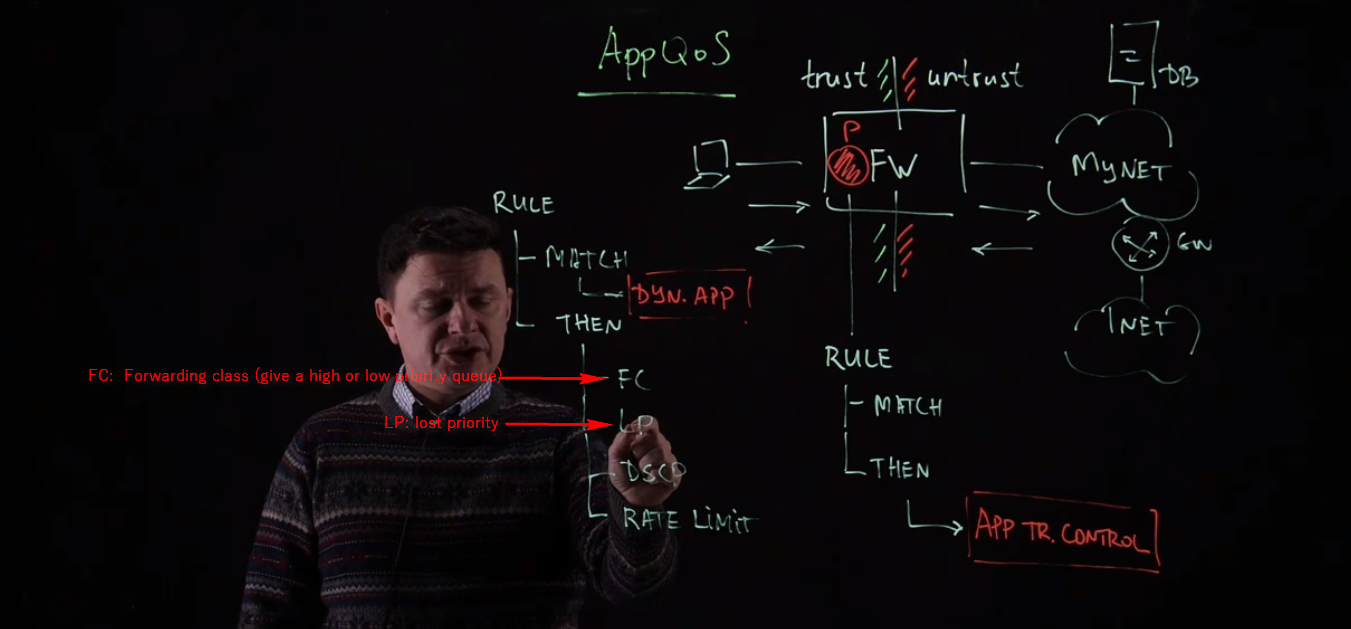 AppQoS
trust
untrust
DB
P
FW
MyNET
GW
INET
RULE
MATCH
DYN. APP
THEN
FC: Forwarding class (give a high or low priority queue)
FC
LP: lost priority
LP
DSCP
RATE LIMIT
RULE
MATCH
THEN
APP TR. CONTROL